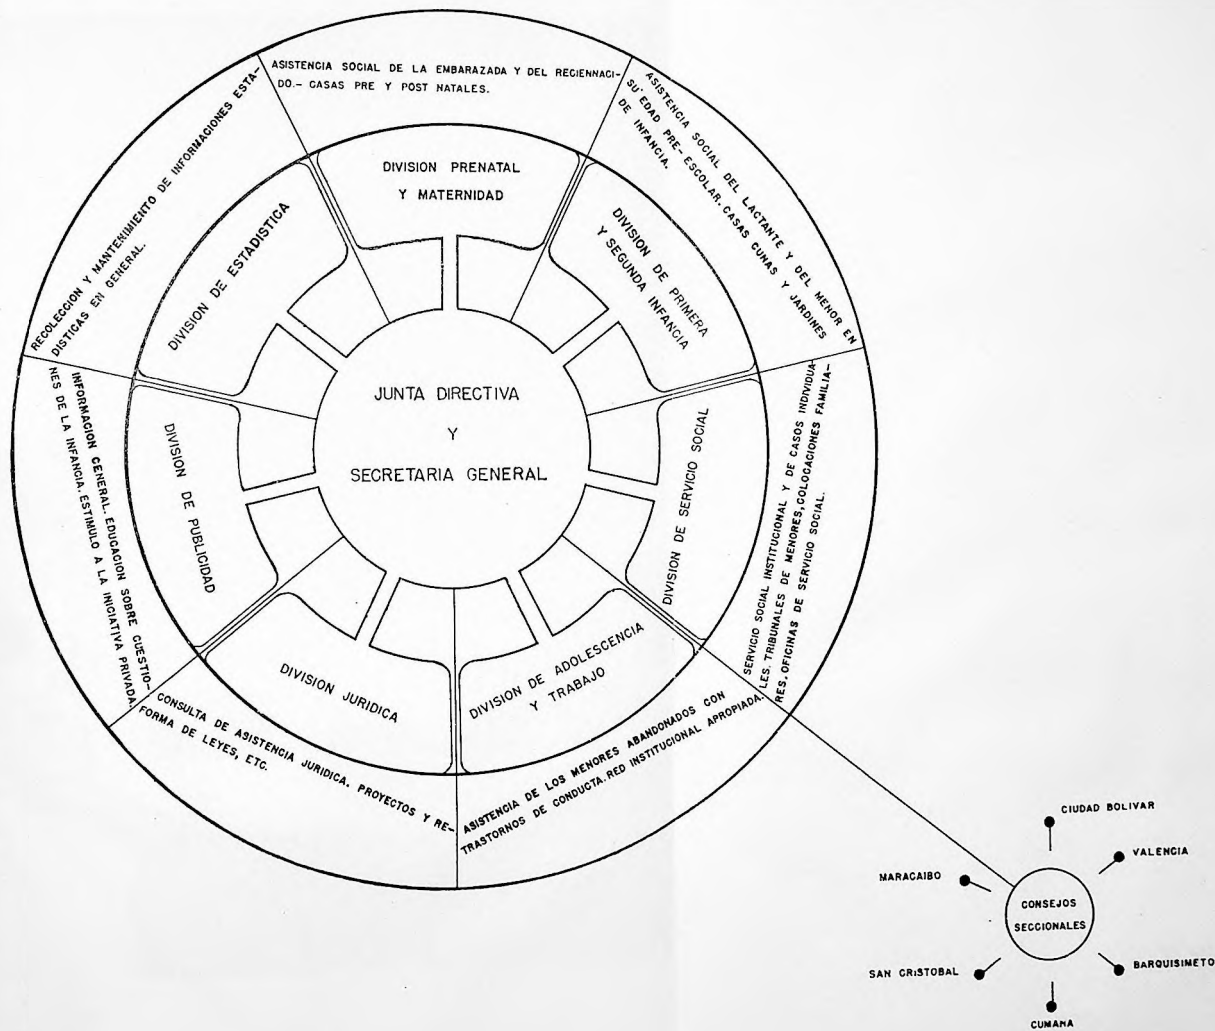 ASISTENCIA SOCIAL DE LA EMBARAZADA Y DEL RECIENNACI-
DO.- CASAS PRE Y POST NATALES.
DIVISION PRENATAL
Y MATERNIDAD
ASISTENCIA SOCIAL DEL LACTANTE Y DEL MENOR EN
SU EDAD PRE-ESCOLAR. CASAS CUNAS Y JARDINES
DE INFANCIA.
DIVISION DE PRIMERA
Y SEGUNDA INFANCIA
SERVICIO SOCIAL INSTITUCIONAL Y DE CASOS INDIVIDUA-
LES. TRIBUNALES DE MENORES, COLOCACIONES FAMILIA-
RES. OFICINAS DE SERVICIO SOCIAL.
DIVISION DE SERVICIO SOCIAL
ASISTENCIA DE LOS MENORES ABANDONADOS CON
TRASTORNOS DE CONDUCTA. RED INSTITUCIONAL APROPIADA.
DIVISION DE ADOLESCENCIA
Y TRABAJO
CONSULTA DE ASISTENCIA JURIDICA. PROYECTOS Y RE-
FORMA DE LEYES, ETC.
DIVISION JURIDICA
INFORMACION GENERAL. EDUCACION SOBRE CUESTIO-
NES DE LA INFANCIA. ESTIMULO A LA INICIATIVA PRIVADA.
DIVISION DE PUBLICIDAD
RECOLECCION Y MANTENIMIENTO DE INFORMACIONES ESTA-
DISTICAS EN GENERAL.
DIVISION DE ESTADISTICA
JUNTA DIRECTIVA
Y
SECRETARIA GENERAL
CIUDAD BOLIVAR
VALENCIA
MARACAIBO
CONSEJOS
SECCIONALES
SAN CRISTOBAL
BARQUISIMETO
CUMANA